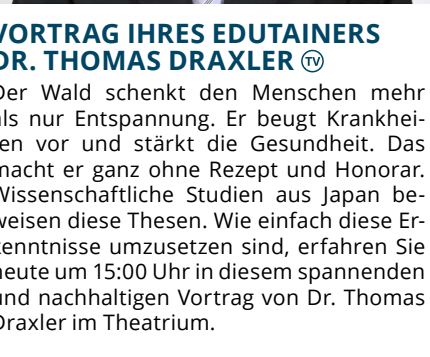 VORTRAG IHRES EDUTAINERS
DR. THOMAS DRAXLER TV
Der Wald schenkt den Menschen mehr
als nur Entspannung. Er beugt Krankhei-
ten vor und stärkt die Gesundheit. Das
macht er ganz ohne Rezept und Honorar.
Wissenschaftliche Studien aus Japan be-
weisen diese Thesen. Wie einfach diese Er-
kenntnisse umzusetzen sind, erfahren Sie
heute um 15:00 Uhr in diesem spannenden
und nachhaltigen Vortrag von Dr. Thomas
Draxler im Theatrium.